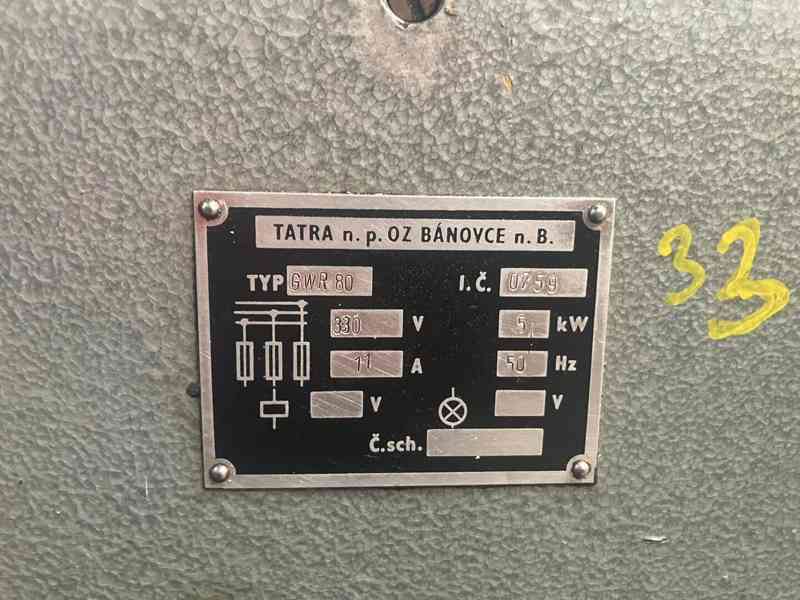 TATRA n. p. OZ BÁNOVCE n. B.
TYP GWR 80 I. Č. 0759
380 V 5 kW
11 A 50 Hz
V V
Č.sch.
33